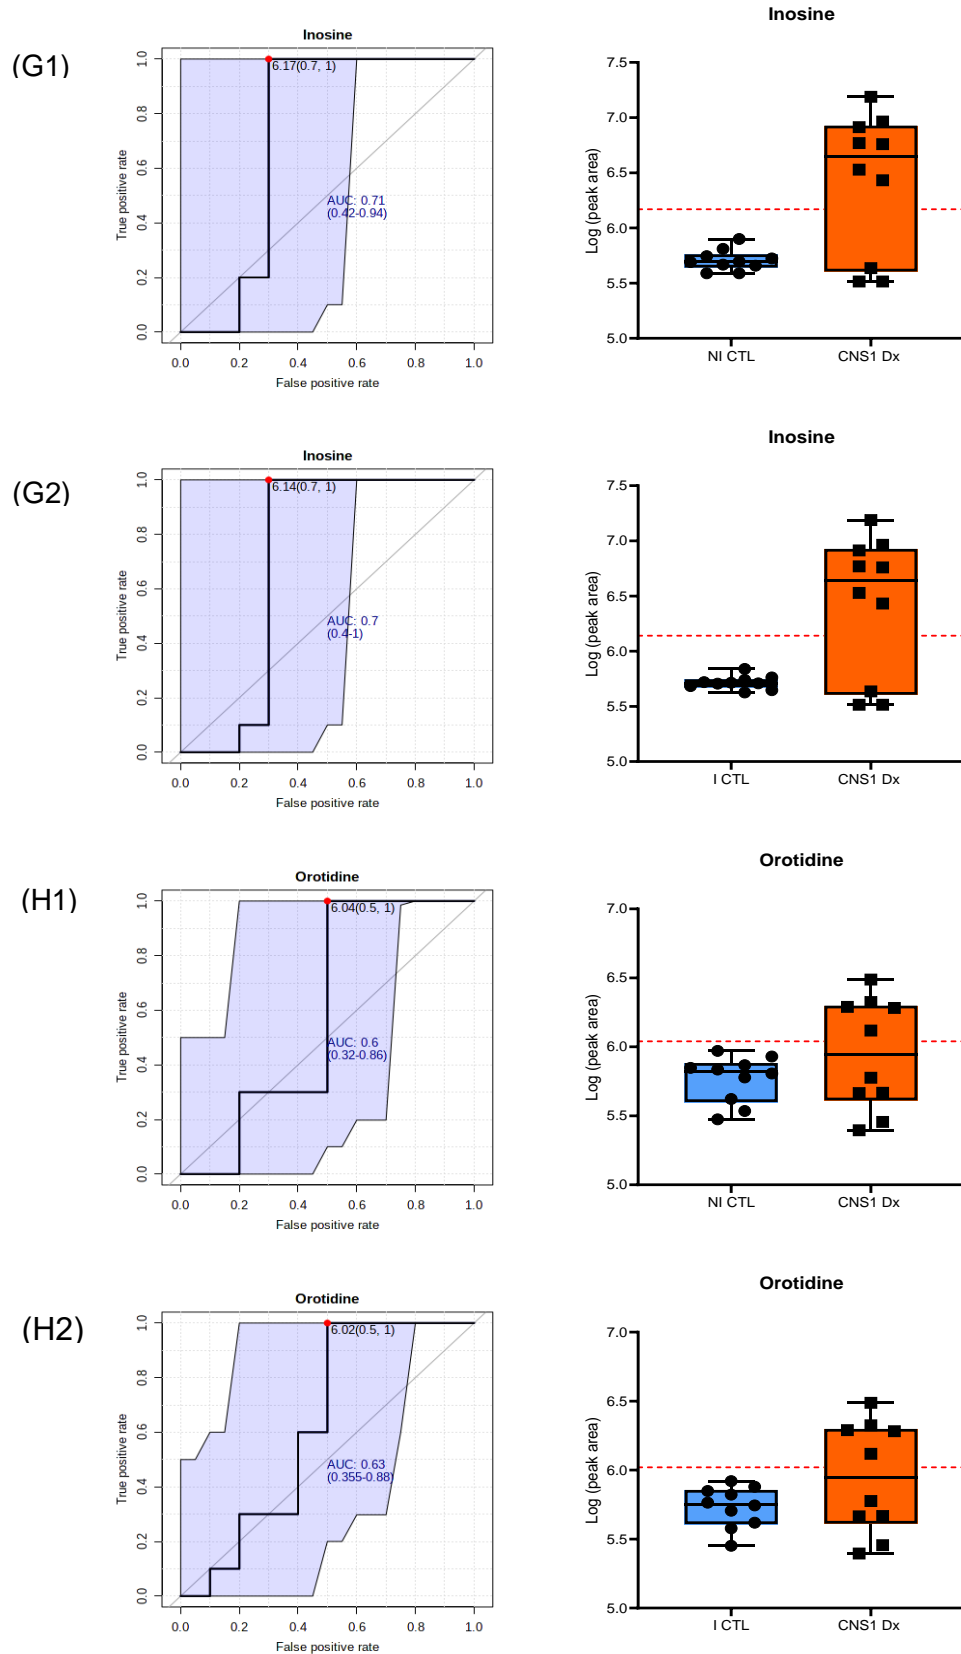 (G1)
Inosine
1.0
0.8
0.6
0.4
0.2
0.0
True positive rate
6.17(0.7, 1)
AUC: 0.71
(0.42-0.94)
0.0 0.2 0.4 0.6 0.8 1.0
False positive rate
Inosine
7.5
7.0
6.5
6.0
5.5
5.0
Log (peak area)
NI CTL CNS1 Dx
(G2)
Inosine
1.0
0.8
0.6
0.4
0.2
0.0
True positive rate
6.14(0.7, 1)
AUC: 0.7
(0.4-1)
0.0 0.2 0.4 0.6 0.8 1.0
False positive rate
Inosine
7.5
7.0
6.5
6.0
5.5
5.0
Log (peak area)
I CTL CNS1 Dx
(H1)
Orotidine
1.0
0.8
0.6
0.4
0.2
0.0
True positive rate
6.04(0.5, 1)
AUC: 0.6
(0.32-0.86)
0.0 0.2 0.4 0.6 0.8 1.0
False positive rate
Orotidine
7.0
6.5
6.0
5.5
5.0
Log (peak area)
NI CTL CNS1 Dx
(H2)
Orotidine
1.0
0.8
0.6
0.4
0.2
0.0
True positive rate
6.02(0.5, 1)
AUC: 0.63
(0.355-0.88)
0.0 0.2 0.4 0.6 0.8 1.0
False positive rate
Orotidine
7.0
6.5
6.0
5.5
5.0
Log (peak area)
I CTL CNS1 Dx